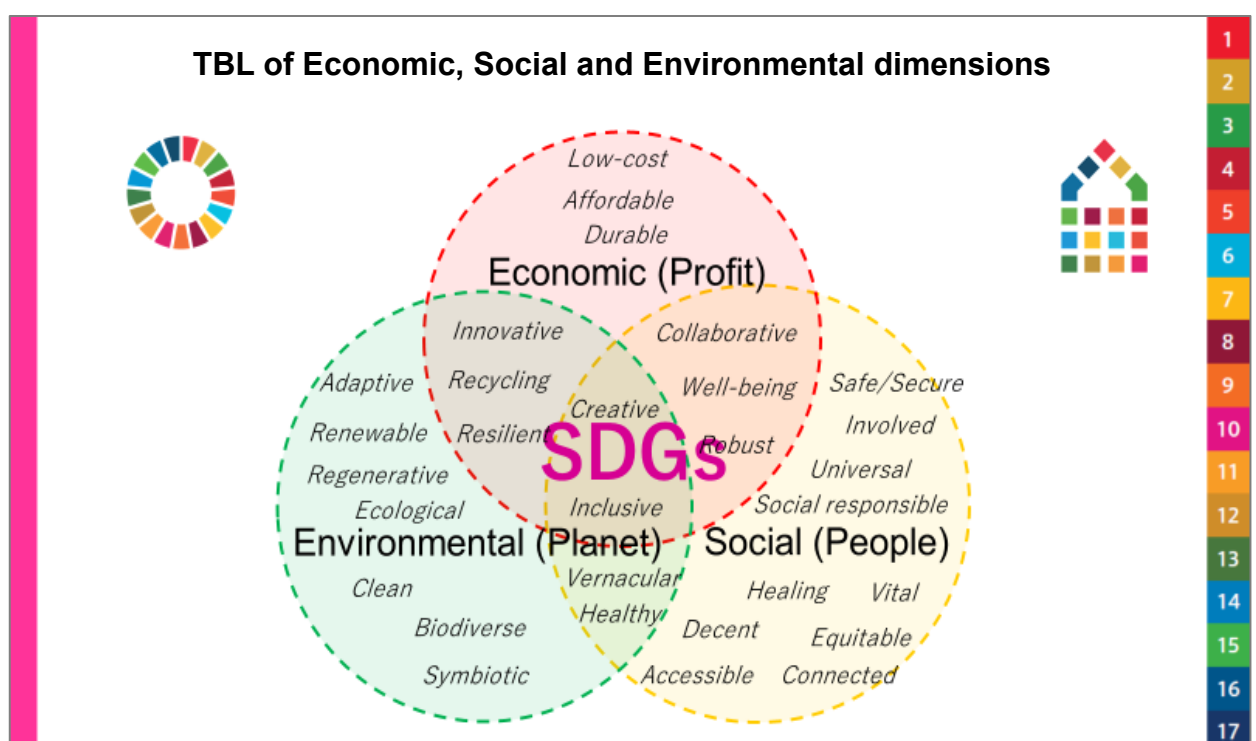 TBL of Economic, Social and Environmental dimensions
Low-cost
Affordable
Durable
Economic (Profit)
Innovative
Collaborative
Adaptive
Recycling
Well-being
Safe/Secure
Creative
Renewable
Resilient
SDGs
Robust
Involved
Regenerative
Universal
Ecological
Inclusive
Social responsible
Environmental (Planet)
Social (People)
Clean
Vernacular
Healing
Vital
Biodiverse
Healthy
Decent
Equitable
Symbiotic
Accessible
Connected
1
2
3
4
5
6
7
8
9
10
11
12
13
14
15
16
17